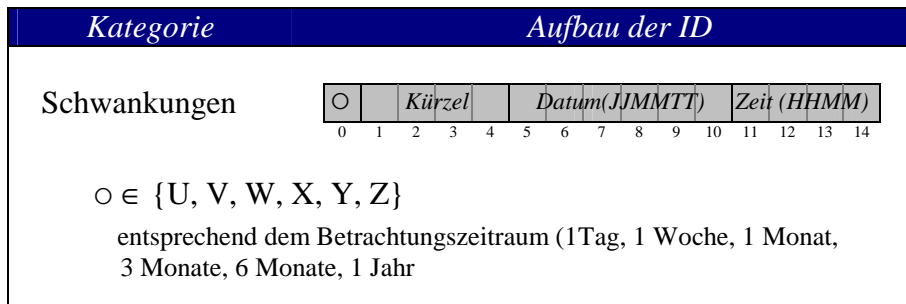 Kategorie Aufbau der ID
Schwankungen ○ Kürzel Datum(JJMMTT) Zeit (HHMM)
0 1 2 3 4 5 6 7 8 9 10 11 12 13 14
○ ∈ {U, V, W, X, Y, Z}
entsprechend dem Betrachtungszeitraum (1Tag, 1 Woche, 1 Monat,
3 Monate, 6 Monate, 1 Jahr